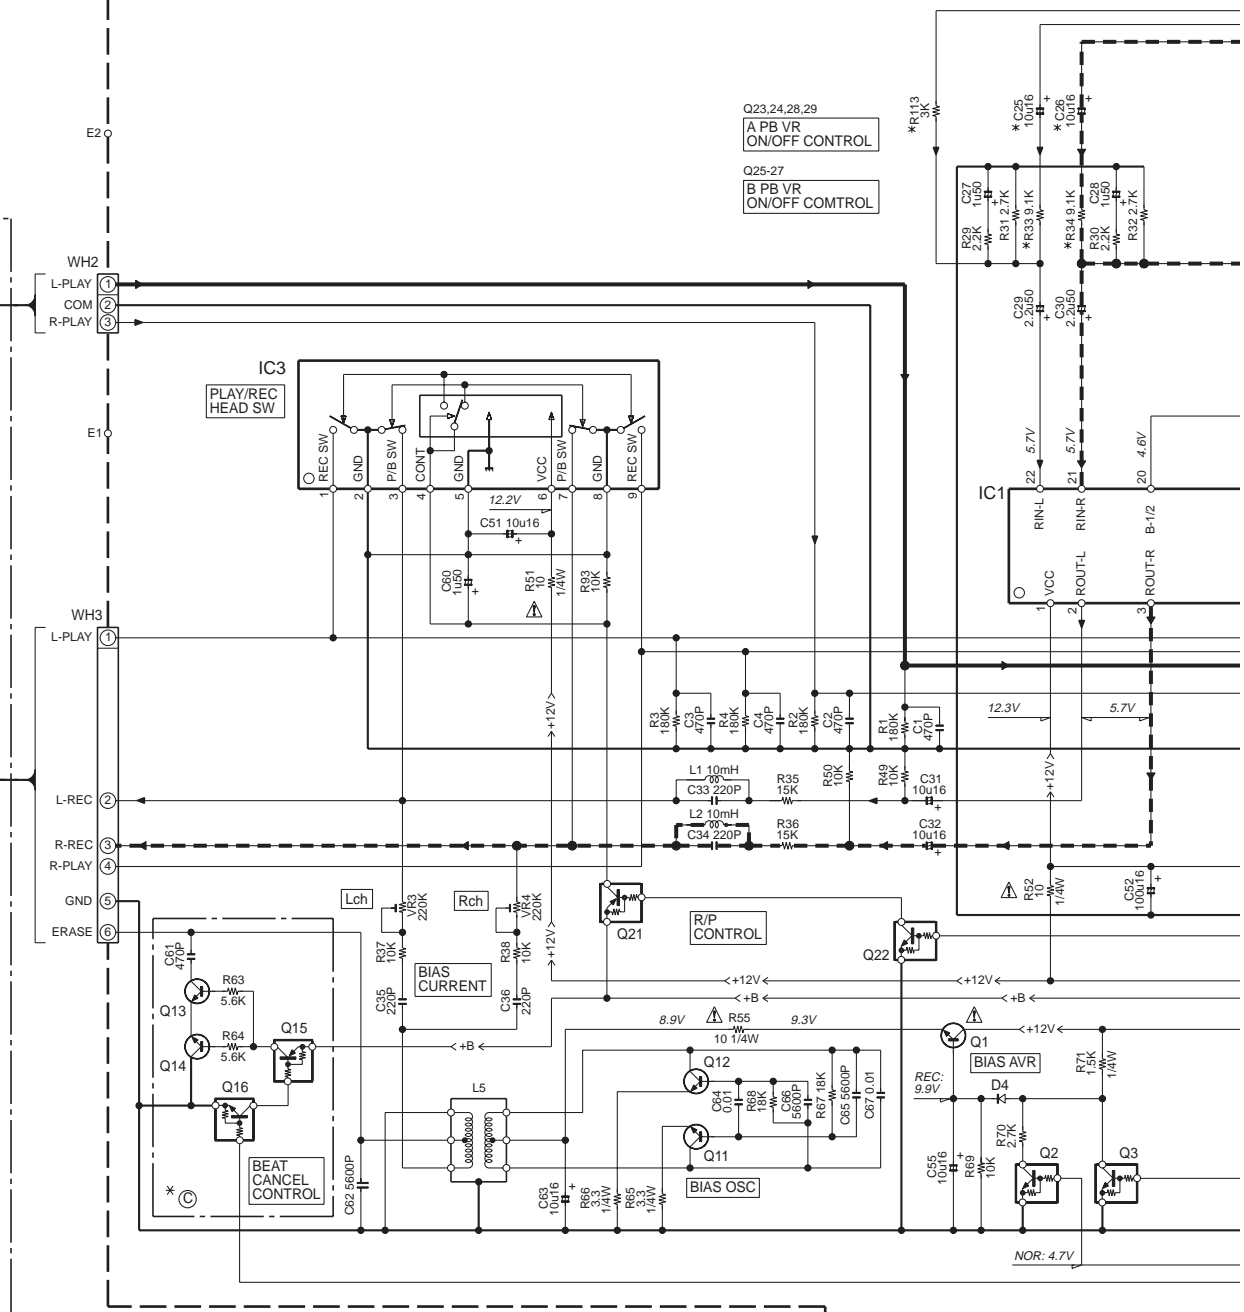 Q23,24,28,29
A PB VR
ON/OFF CONTROL
Q25-27
B PB VR
ON/OFF COMTROL
*R113
3K
* C25
10u16
+
* C26
10u16
+
C27
1u50
+
R29
2.2K
R31 2.7K
*R33 9.1K
*R34 9.1K
C28
1u50
+
R30
2.2K
R32 2.7K
C29
2.2u50
+
C30
2.2u50
+
E2
WH2
L-PLAY
1
COM
2
R-PLAY
3
E1
IC3
PLAY/REC
HEAD SW
REC SW
GND
P/B SW
CONT
GND
VCC
P/B SW
GND
REC SW
1
2
3
4
5
6
7
8
9
12.2V
C51 10u16
+
C60
1u50
+
R51
10
1/4W
R93
10K
5.7V
5.7V
4.6V
22
21
20
IC1
RIN-L
RIN-R
B-1/2
VCC
ROUT-L
ROUT-R
1
2
3
WH3
L-PLAY
1
L-REC
2
R-REC
3
R-PLAY
4
GND
5
ERASE
6
+12V
R3
180K
C3
470P
R4
180K
C4
470P
R2
180K
C2
470P
R1
180K
C1
470P
12.3V
5.7V
+12V
L1 10mH
C33 220P
R35
15K
R50
10K
R49
10K
C31
10u16
+
L2 10mH
C34 220P
R36
15K
C32
10u16
+
R52
10
1/4W
C52
100u16
+
Lch
VR3
220K
Rch
VR4
220K
Q21
R/P
CONTROL
Q22
C61
470P
R63
5.6K
Q13
R64
5.6K
Q14
Q15
Q16
BEAT
CANCEL
CONTROL
* C
R37
10K
C35
220P
BIAS
CURRENT
R38
10K
C36
220P
+12V
+12V
+12V
+B
+B
+B
8.9V
R55
10 1/4W
9.3V
Q1
+12V
BIAS AVR
R71
1.5K
1/4W
REC:
9.9V
D4
L5
Q12
C64
0.01
R68
18K
C66
5600P
R67 18K
C65 5600P
C67 0.01
Q11
BIAS OSC
C62 5600P
C63
10u16
+
R66
3.3
1/4W
R65
3.3
1/4W
C55
10u16
+
R69
10K
R70
2.7K
Q2
Q3
NOR: 4.7V